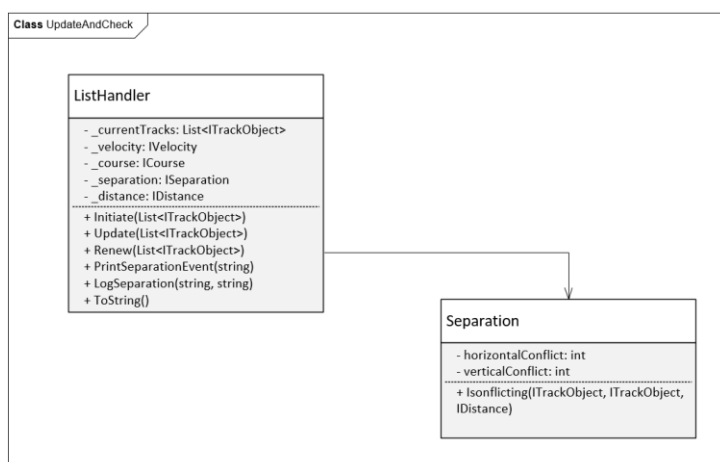 Class UpdateAndCheck
ListHandler
- _currentTracks: List<ITrackObject>
- _velocity: IVelocity
- _course: ICourse
- _separation: ISeparation
- _distance: IDistance
+ Initiate(List<ITrackObject>)
+ Update(List<ITrackObject>)
+ Renew(List<ITrackObject>)
+ PrintSeparationEvent(string)
+ LogSeparation(string, string)
+ ToString()
Separation
- horizontalConflict: int
- verticalConflict: int
+ Isonflicting(ITrackObject, ITrackObject,
IDistance)